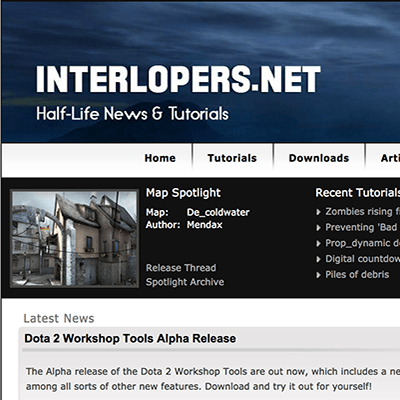 INTERLOPERS.NET
Half-Life News & Tutorials
Home Tutorials Downloads
Map Spotlight
Map: De_coldwater
Author: Mendax
Release Thread
Spotlight Archive
Recent Tutorials
Zombies rising
Preventing 'Bad
Prop_dynamic
Digital countdow
Piles of debris
Latest News
Dota 2 Workshop Tools Alpha Release
The Alpha release of the Dota 2 Workshop Tools are out now, which includes a
among all sorts of other new features. Download and try it out for yourself!